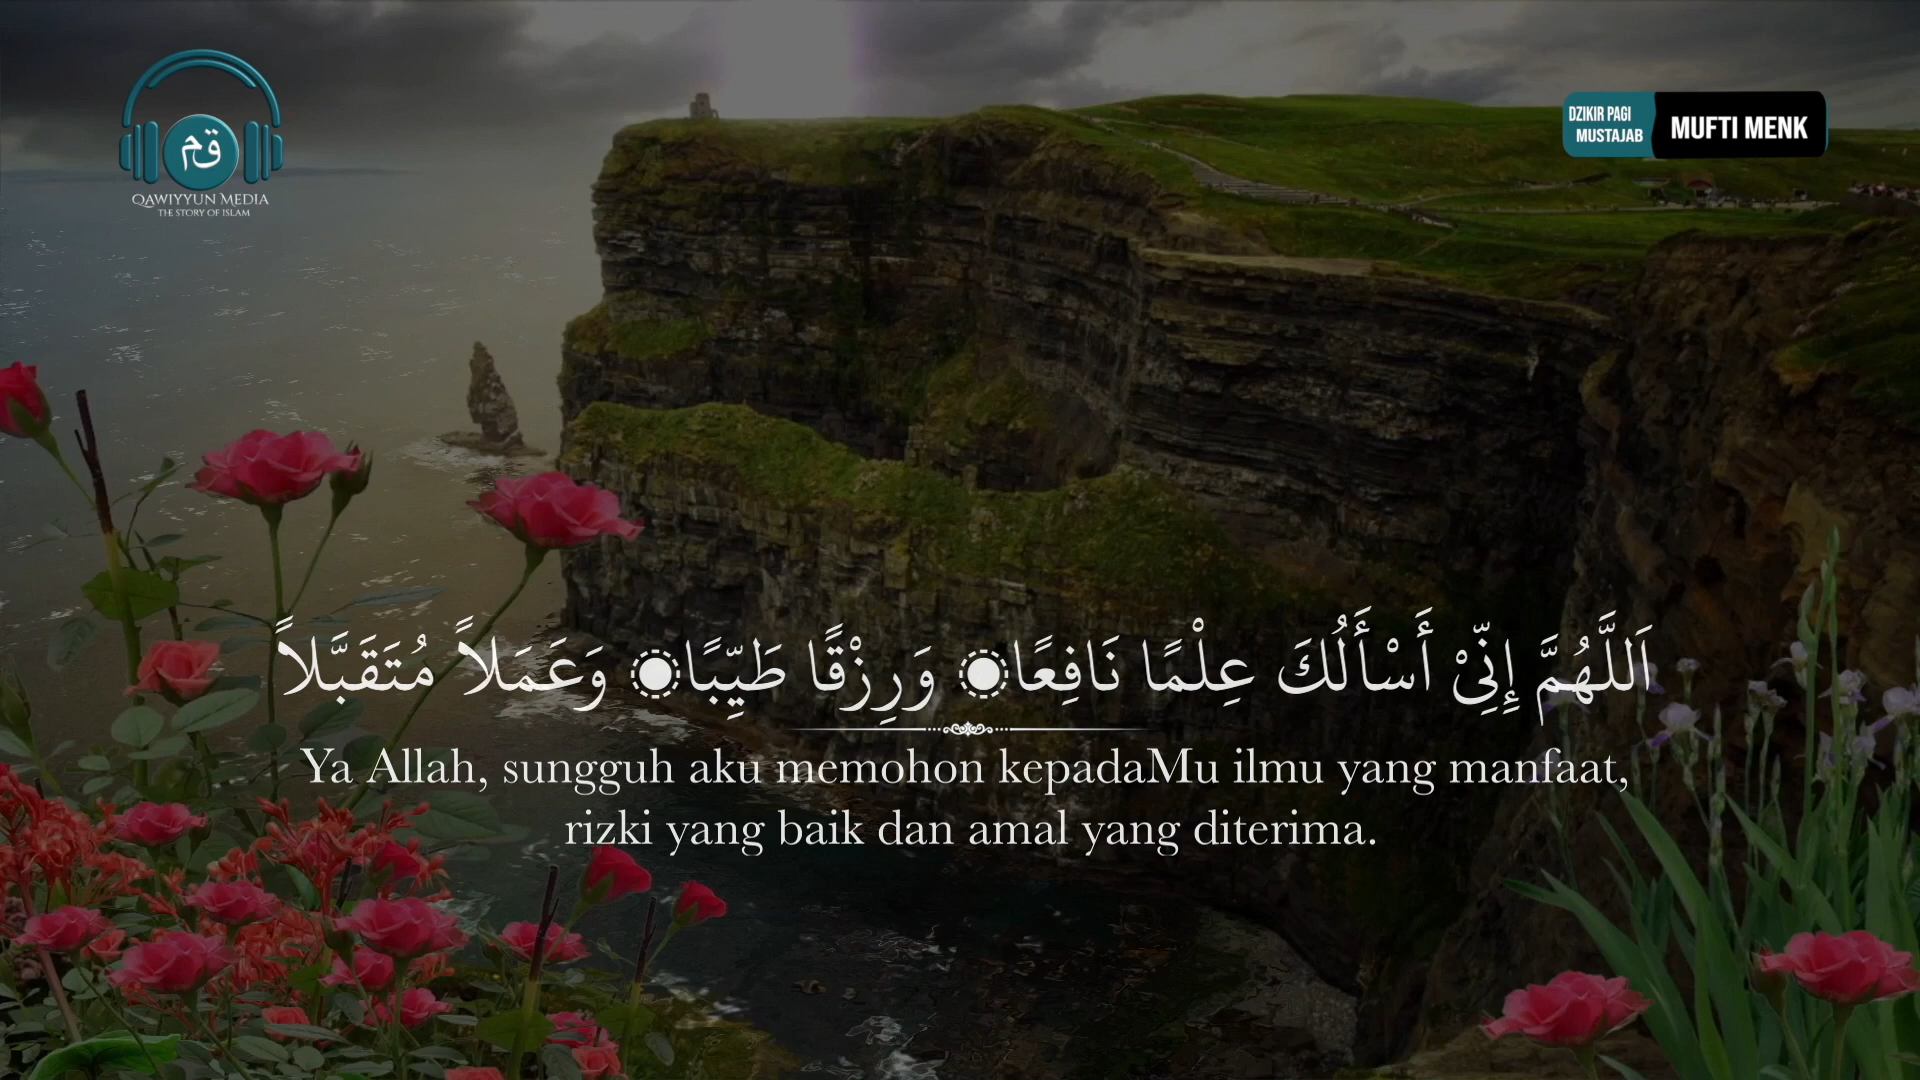 قم
QAWIYYUN MEDIA
THE STORY OF ISLAM
DZIKIR PAGI
MUSTAJAB
MUFTI MENK
اَللَّهُمَّ إِنِّيْ أَسْأَلُكَ عِلْمًا نَافِعًا۝ وَرِزْقًا طَيِّبًا۝ وَعَمَلاً مُتَقَبَّلاً
Ya Allah, sungguh aku memohon kepadaMu ilmu yang manfaat,
rizki yang baik dan amal yang diterima.